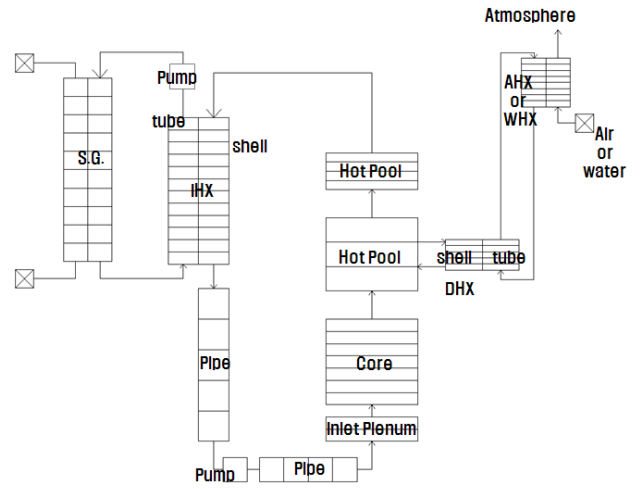 Atmosphere
Pump
AHX
or
WHX
tube
shell
Air
or
water
S.G.
IHX
Hot Pool
Hot Pool
shell
tube
DHX
Pipe
Core
Inlet Plenum
Pump
Pipe